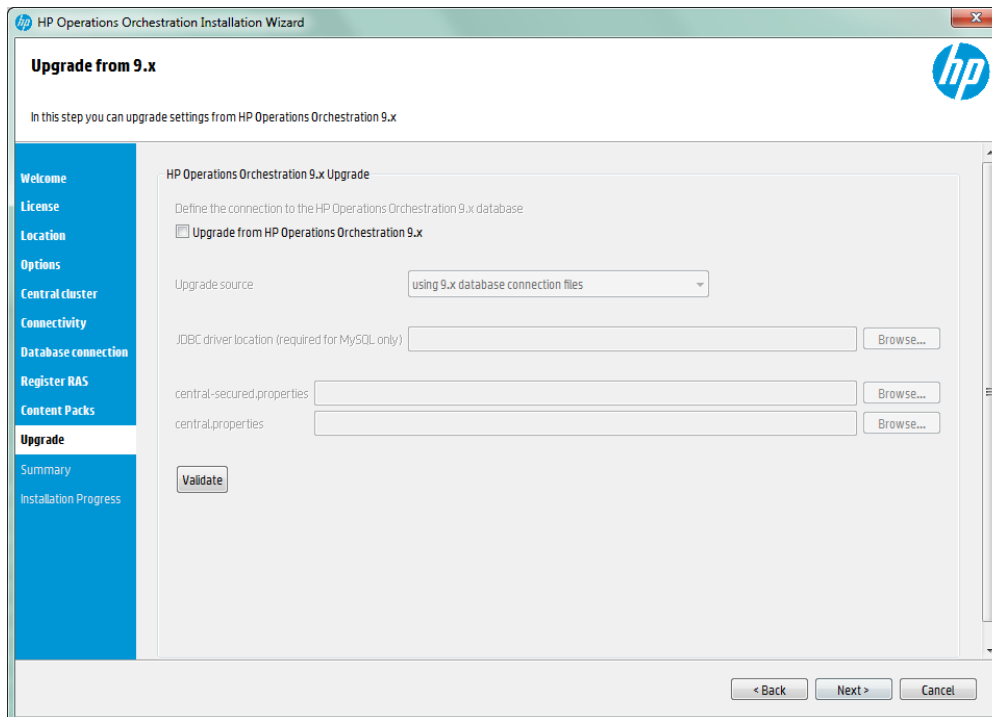 hp HP Operations Orchestration Installation Wizard x
Upgrade from 9.x
hp
In this step you can upgrade settings from HP Operations Orchestration 9.x
Welcome
License
Location
Options
Central cluster
Connectivity
Database connection
Register RAS
Content Packs
Upgrade
Summary
Installation Progress
HP Operations Orchestration 9.x Upgrade
Define the connection to the HP Operations Orchestration 9.x database
Upgrade from HP Operations Orchestration 9.x
Upgrade source using 9.x database connection files
JDBC driver location (required for MySQL only) Browse...
central-secured.properties Browse...
central.properties Browse...
Validate
< Back Next > Cancel